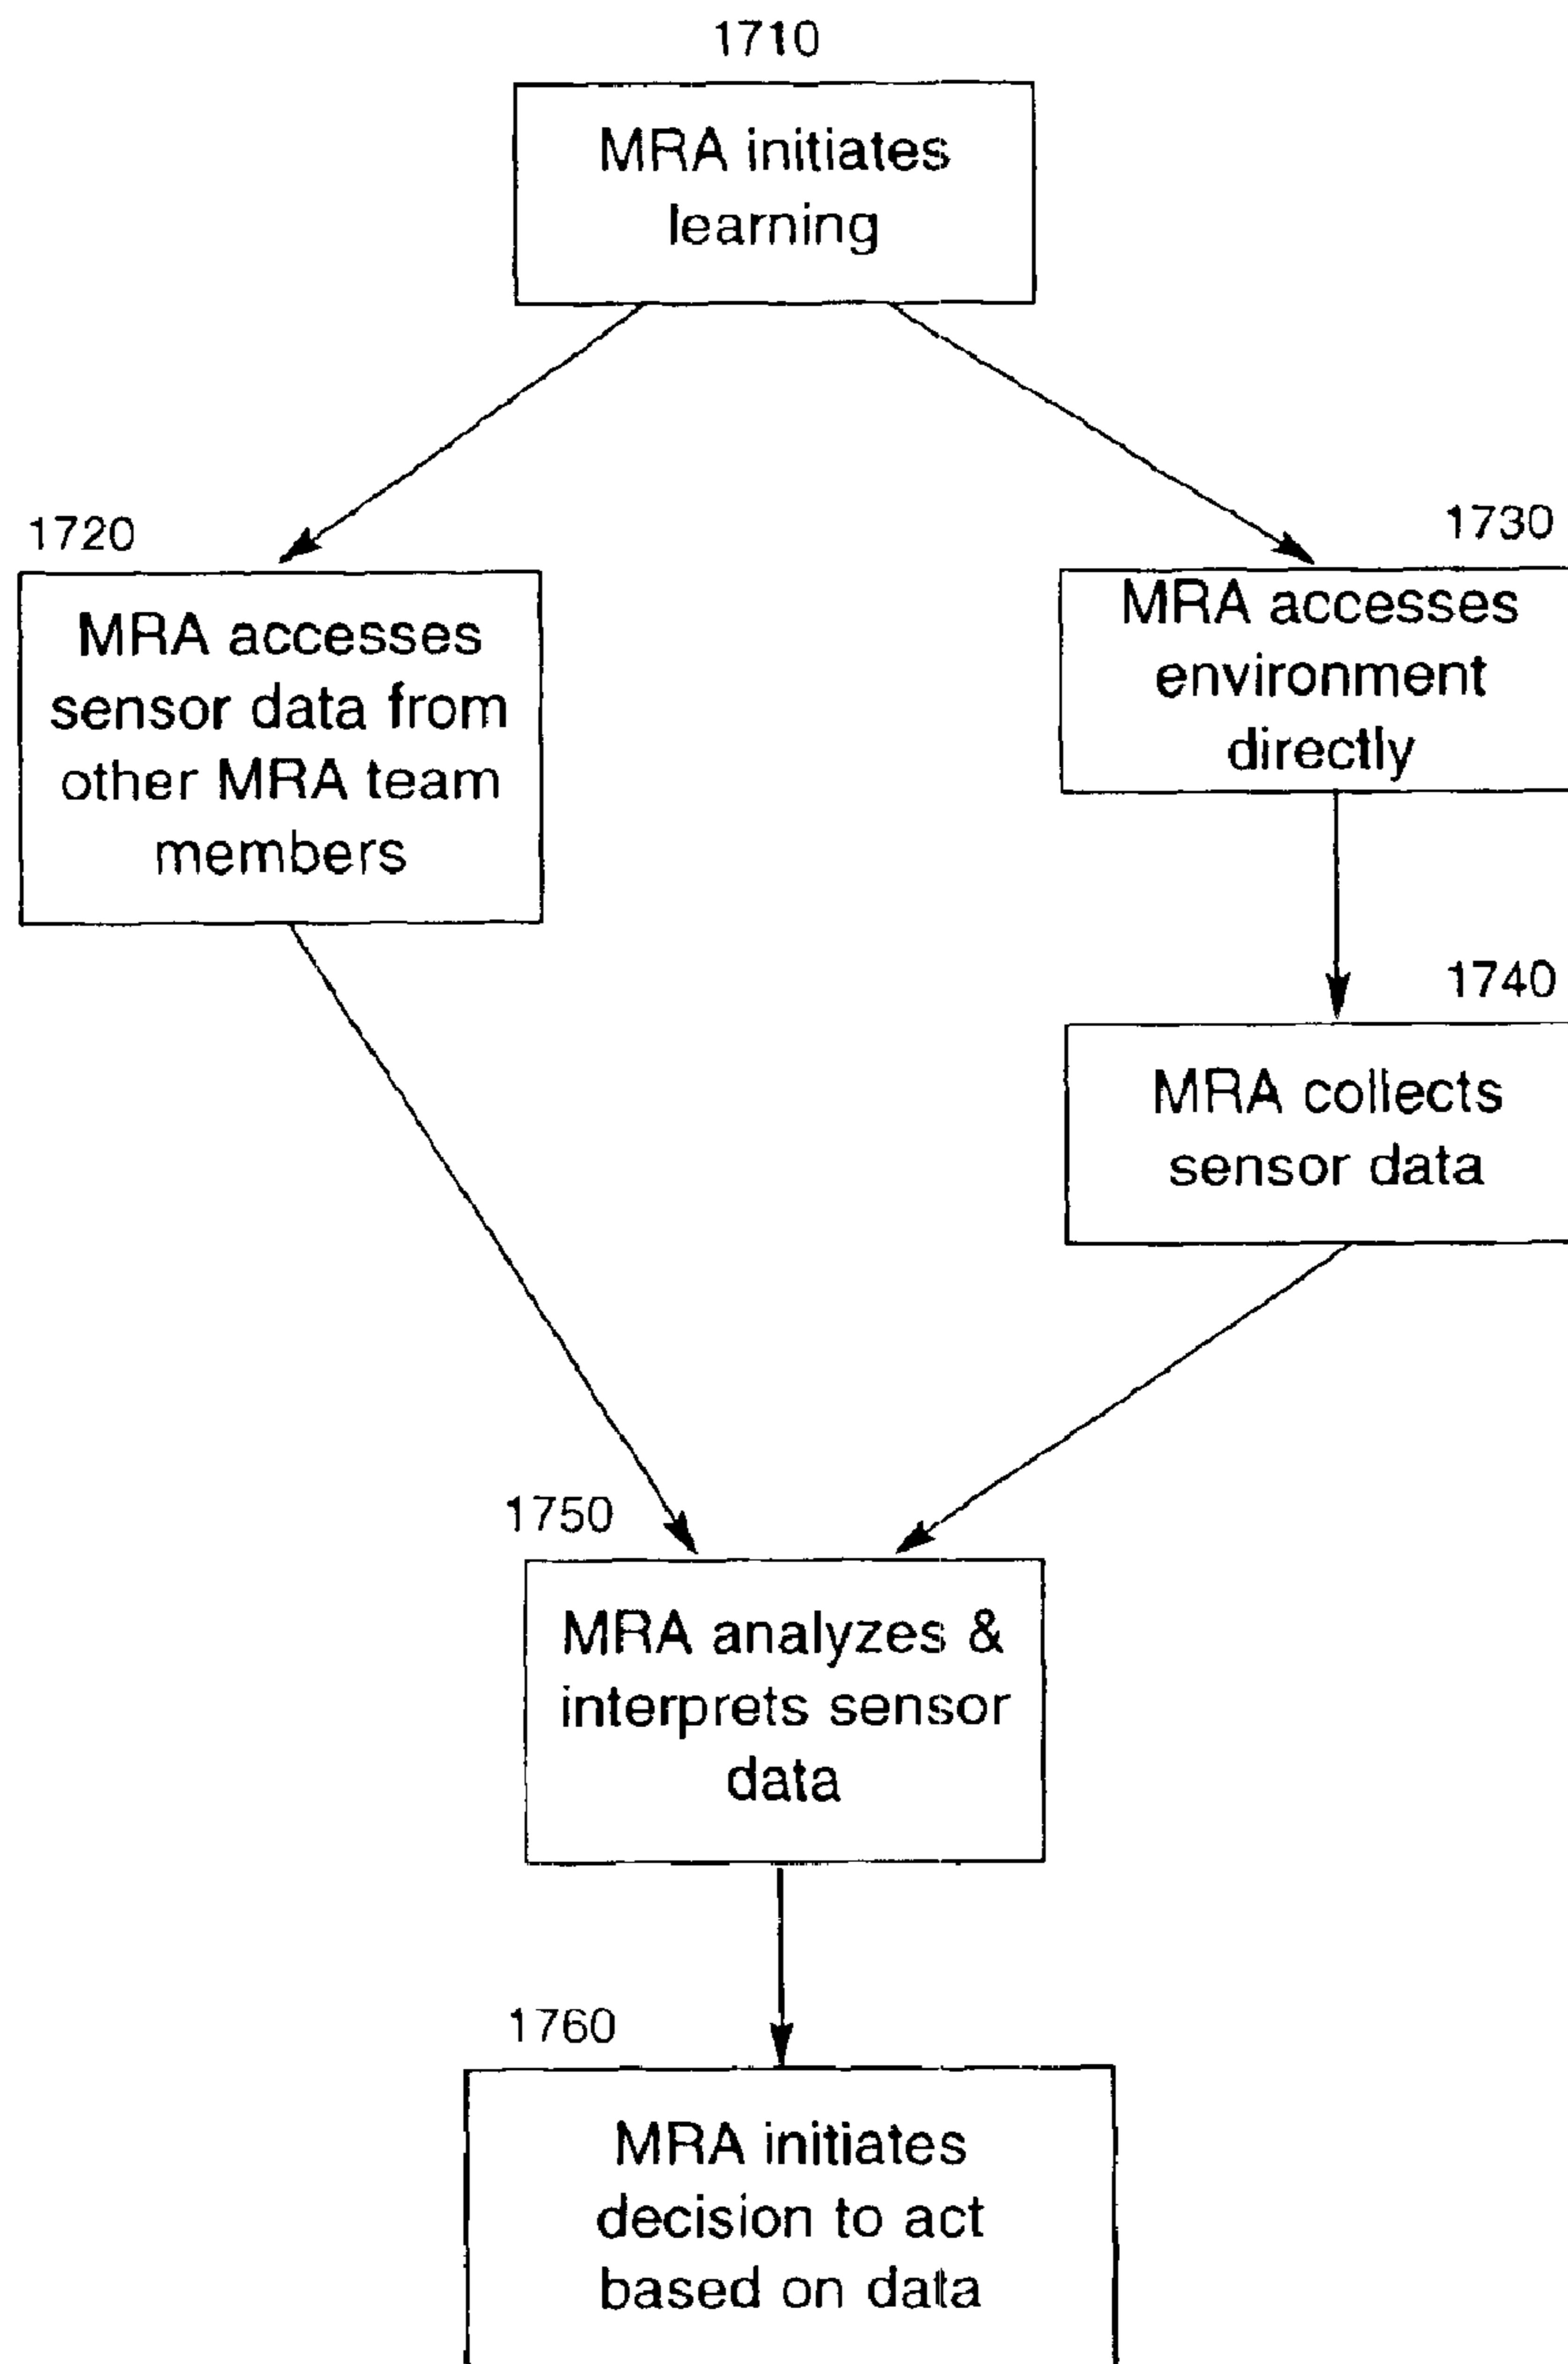 1710
MRA initiates
learning
1720
MRA accesses
sensor data from
other MRA team
members
1730
MRA accesses
environment
directly
1740
MRA collects
sensor data
1750
MRA analyzes &
interprets sensor
data
1760
MRA initiates
decision to act
based on data